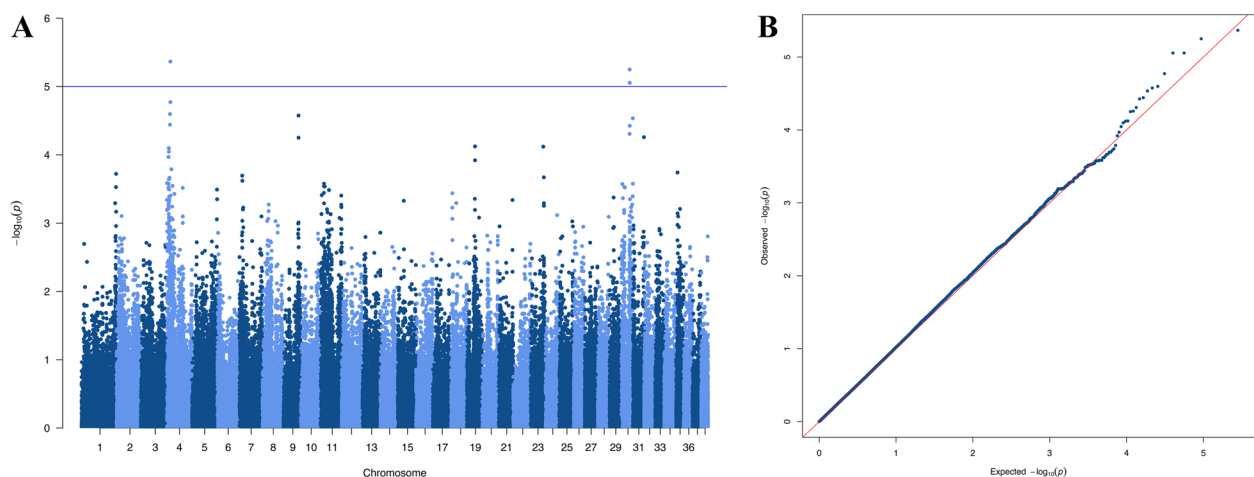 A
6
5
4
3
2
1
0
−log₁₀(p)
1 2 3 4 5 6 7 8 9 10 11 13 15 17 19 21 23 25 27 29 31 33 36
Chromosome
B
5
4
3
2
1
0
Observed −log₁₀(p)
0 1 2 3 4 5
Expected −log₁₀(p)